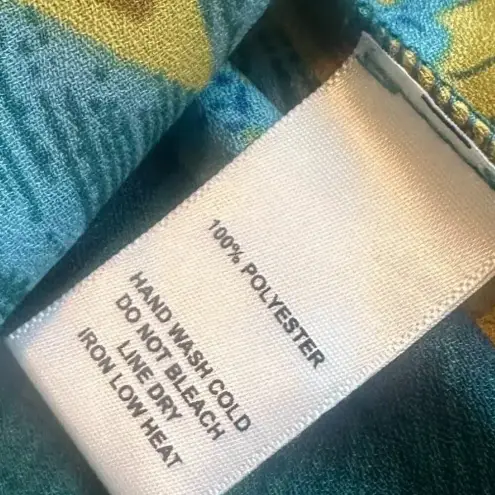 100% POLYESTER
HAND WASH COLD
DO NOT BLEACH
LINE DRY
IRON LOW HEAT